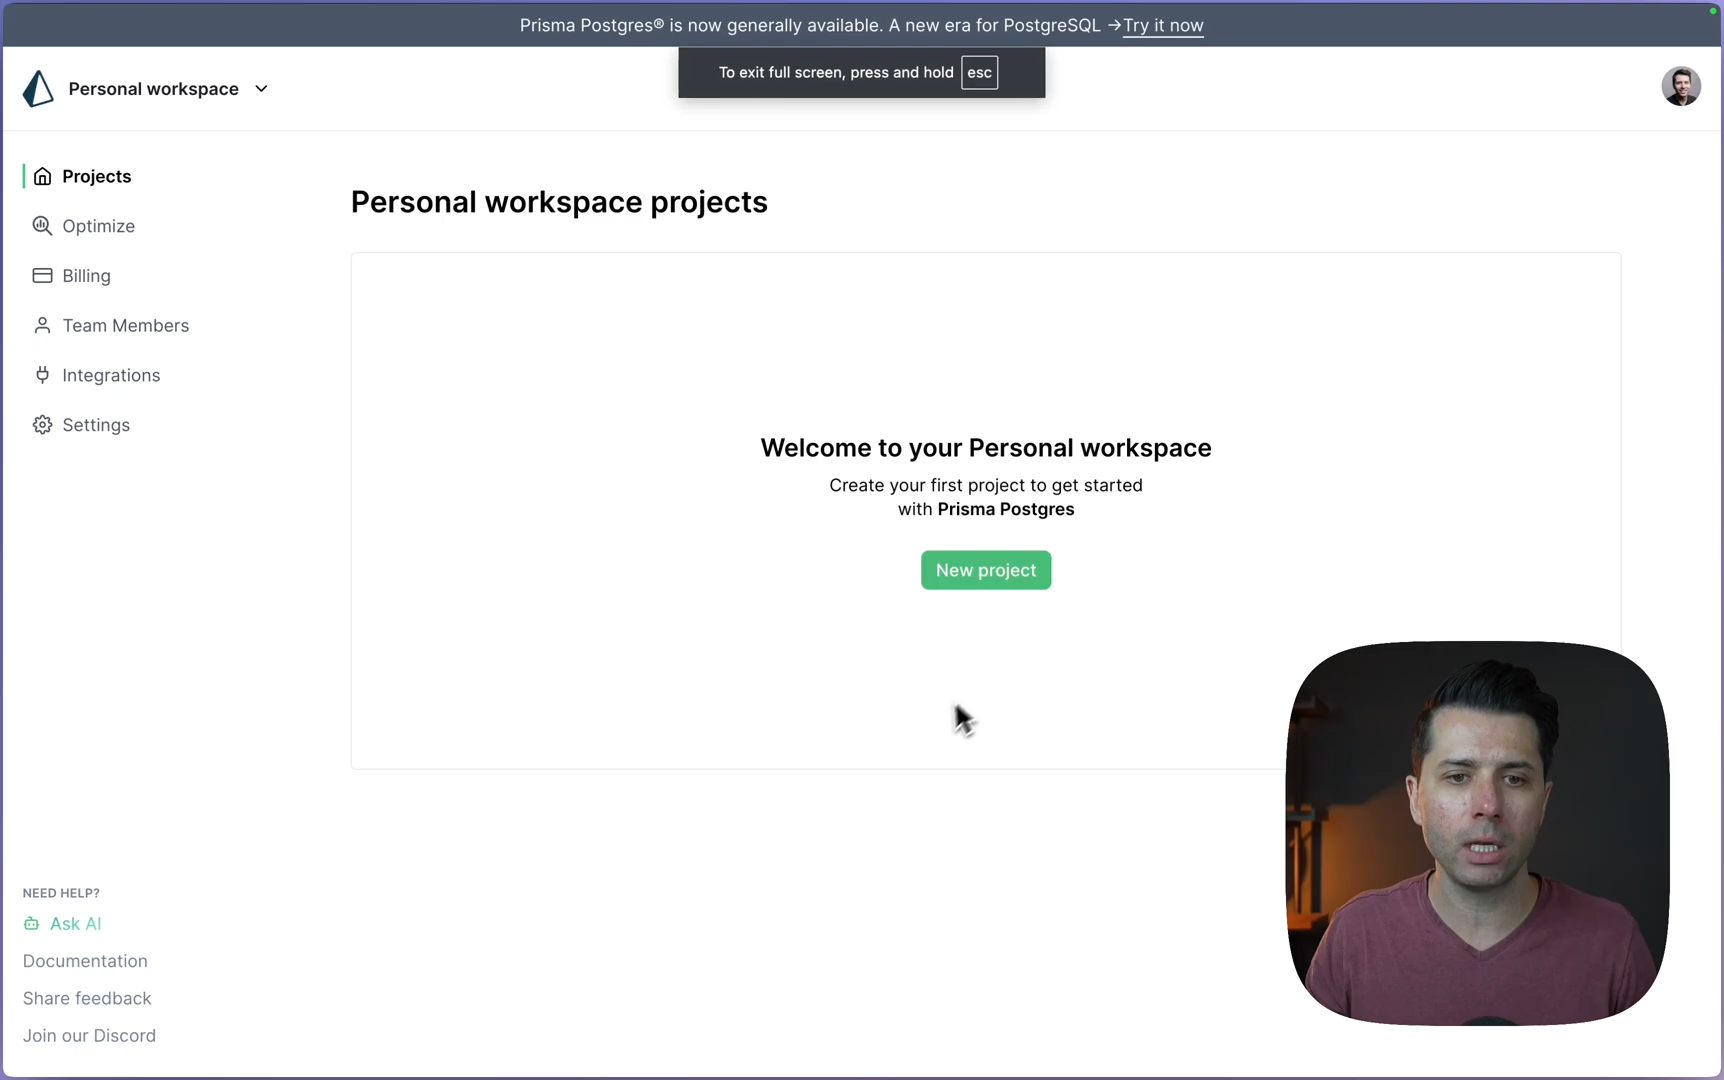 Prisma Postgres® is now generally available. A new era for PostgreSQL →Try it now
To exit full screen, press and hold esc
Personal workspace
Projects
Optimize
Billing
Team Members
Integrations
Settings
Personal workspace projects
Welcome to your Personal workspace
Create your first project to get started
with Prisma Postgres
New project
NEED HELP?
Ask AI
Documentation
Share feedback
Join our Discord